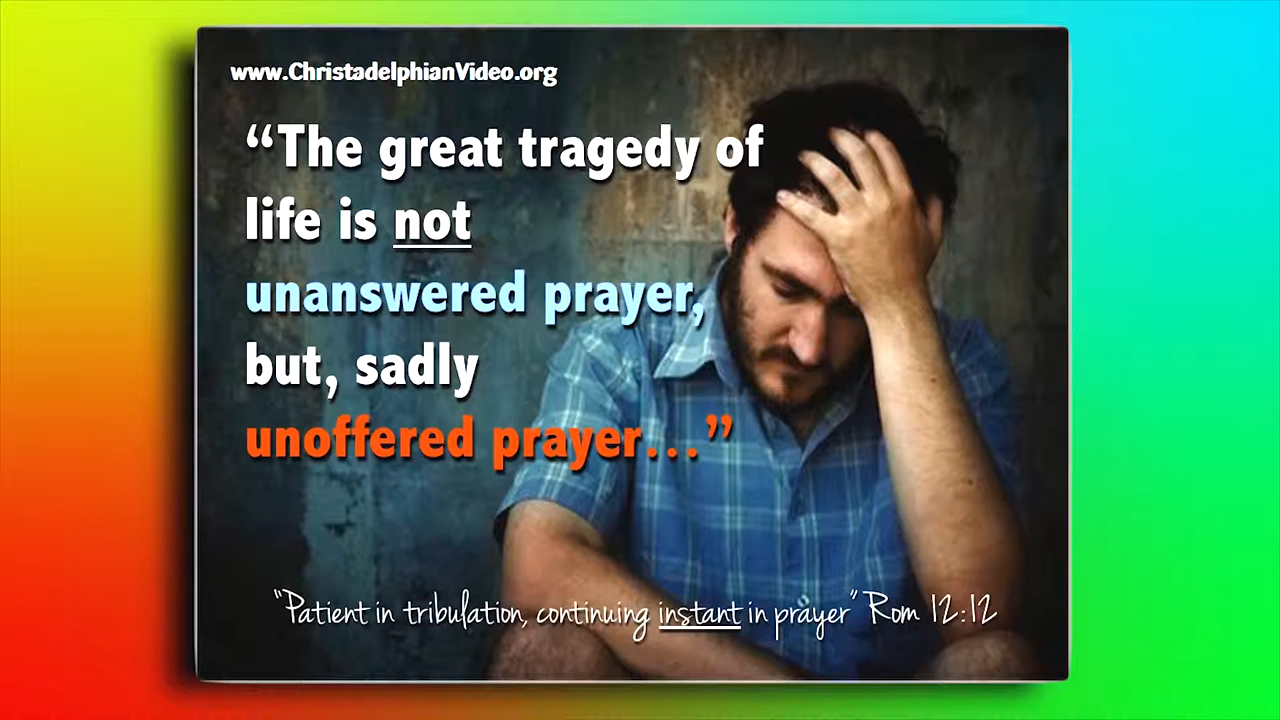 www.ChristadelphianVideo.org
“The great tragedy of
life is not
unanswered prayer,
but, sadly
unoffered prayer...”
“Patient in tribulation, continuing instant in prayer” Rom 12:12